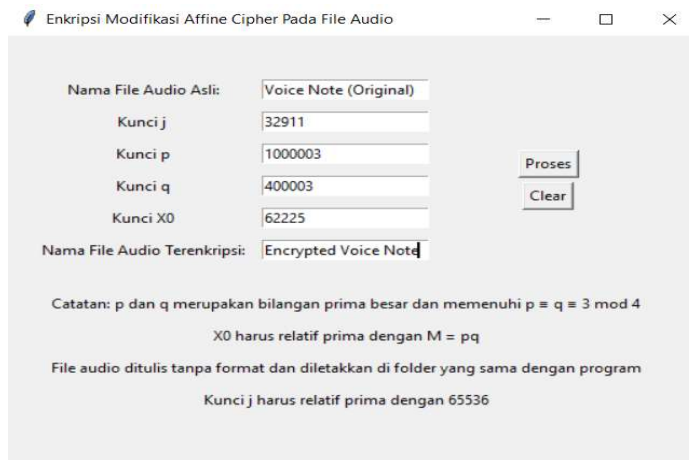 Enkripsi Modifikasi Affine Cipher Pada File Audio
Nama File Audio Asli: Voice Note (Original)
Kunci j 32911
Kunci p 1000003
Proses
Kunci q 400003
Clear
Kunci X0 62225
Nama File Audio Terenkripsi: Encrypted Voice Note
Catatan: p dan q merupakan bilangan prima besar dan memenuhi p ≡ q ≡ 3 mod 4
X0 harus relatif prima dengan M = pq
File audio ditulis tanpa format dan diletakkan di folder yang sama dengan program
Kunci j harus relatif prima dengan 65536